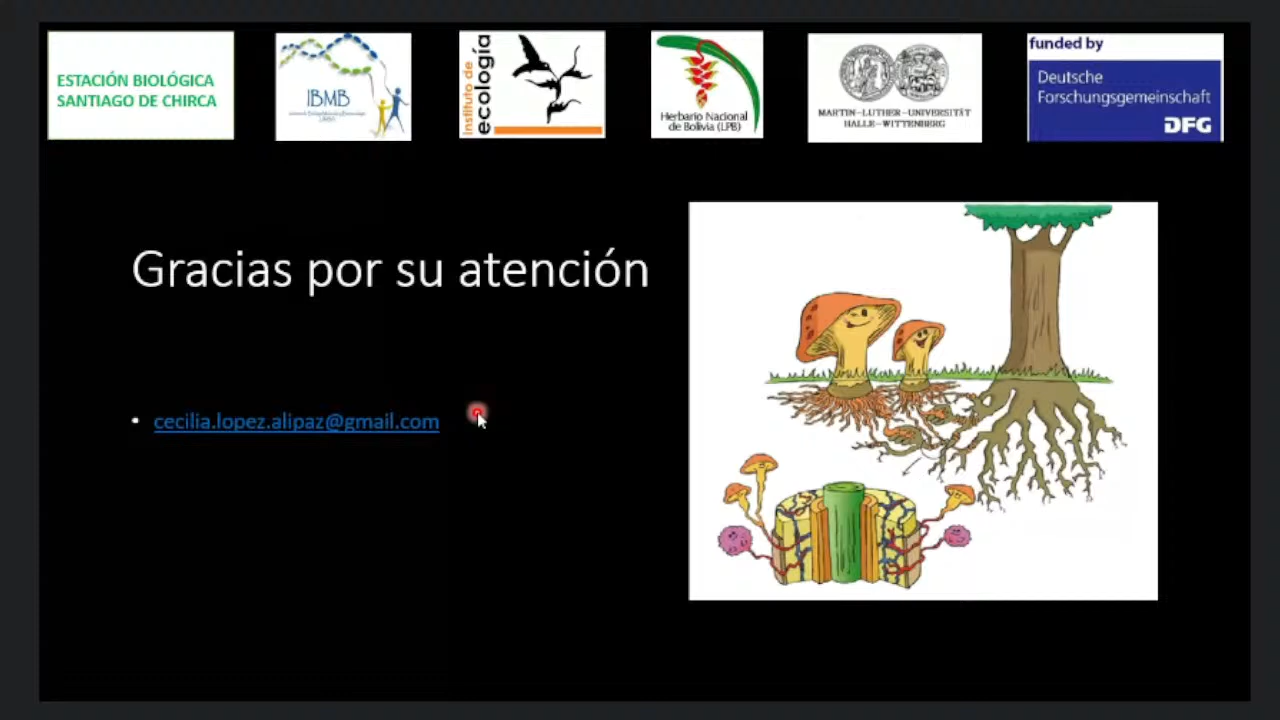 ESTACIÓN BIOLÓGICA
SANTIAGO DE CHIRCA
IBMB
instituto de
ecología
Herbario Nacional
de Bolivia (LPB)
MARTIN-LUTHER-UNIVERSITÄT
HALLE-WITTENBERG
funded by
Deutsche
Forschungsgemeinschaft
DFG
Gracias por su atención
• cecilia.lopez.alipaz@gmail.com